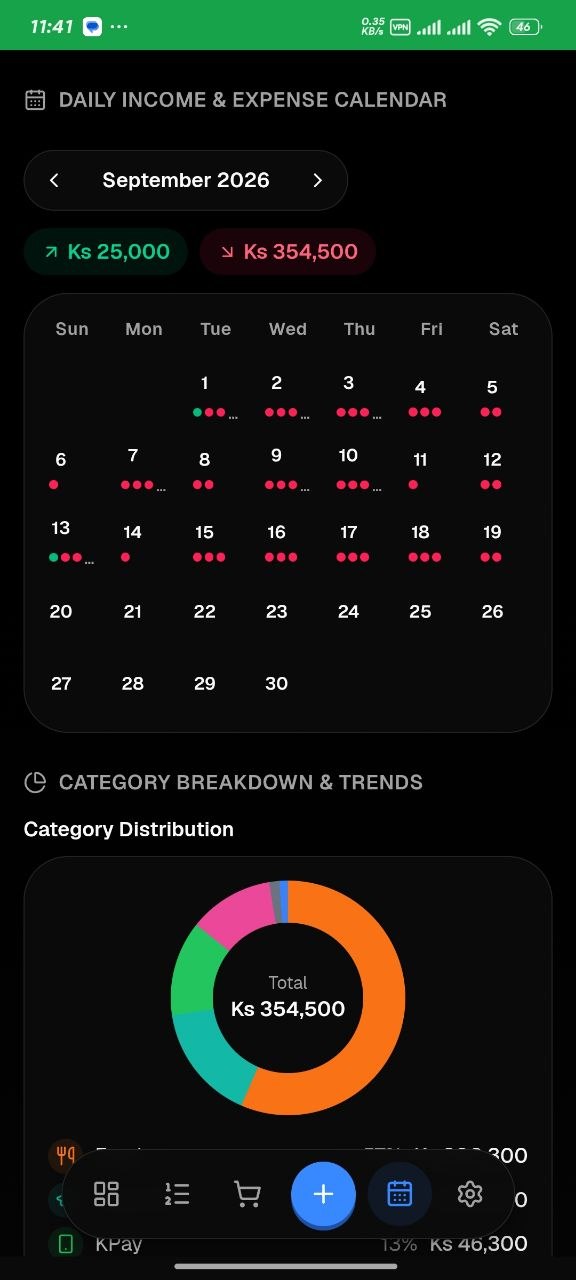 11:41 ...
0.35 KB/s VPN 46
DAILY INCOME & EXPENSE CALENDAR
September 2026
Ks 25,000 Ks 354,500
Sun Mon Tue Wed Thu Fri Sat
1 2 3 4 5
... ... ...
6 7 8 9 10 11 12
... ... ...
13 14 15 16 17 18 19
...
20 21 22 23 24 25 26
27 28 29 30
CATEGORY BREAKDOWN & TRENDS
Category Distribution
Total
Ks 354,500
KPay 13% Ks 46,300